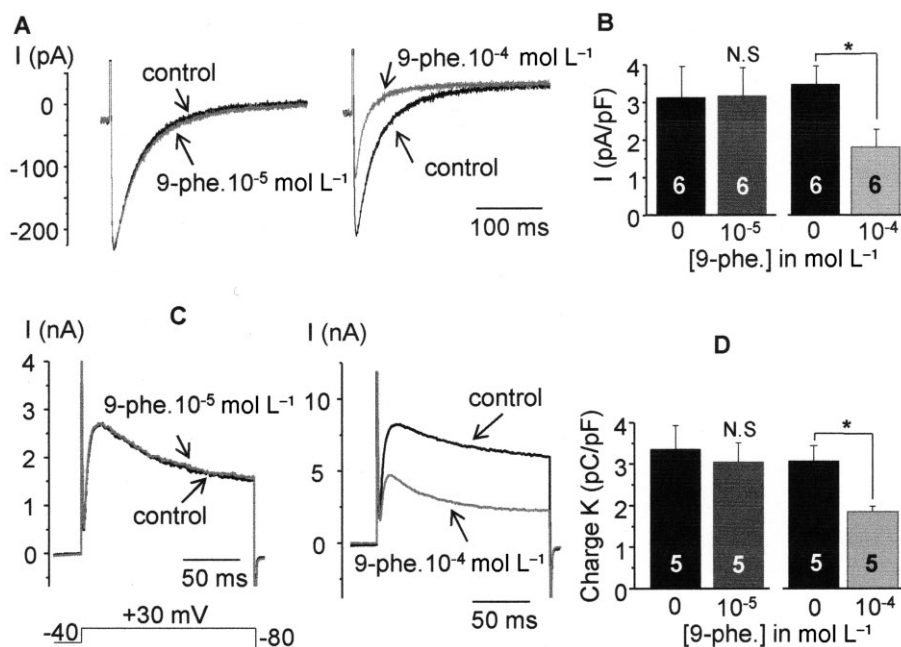 A
I (pA)
0
-100
-200
control
9-phe.10⁻⁵ mol L⁻¹
9-phe.10⁻⁴ mol L⁻¹
control
100 ms
B
I (pA/pF)
4
3
2
1
0
N.S
*
6
6
6
6
0
10⁻⁵
0
10⁻⁴
[9-phe.] in mol L⁻¹
C
I (nA)
4
3
2
1
0
9-phe.10⁻⁵ mol L⁻¹
control
50 ms
-40
+30 mV
-80
I (nA)
10
5
0
control
9-phe.10⁻⁴ mol L⁻¹
50 ms
D
Charge K (pC/pF)
4
3
2
1
0
N.S
*
5
5
5
5
0
10⁻⁵
0
10⁻⁴
[9-phe.] in mol L⁻¹